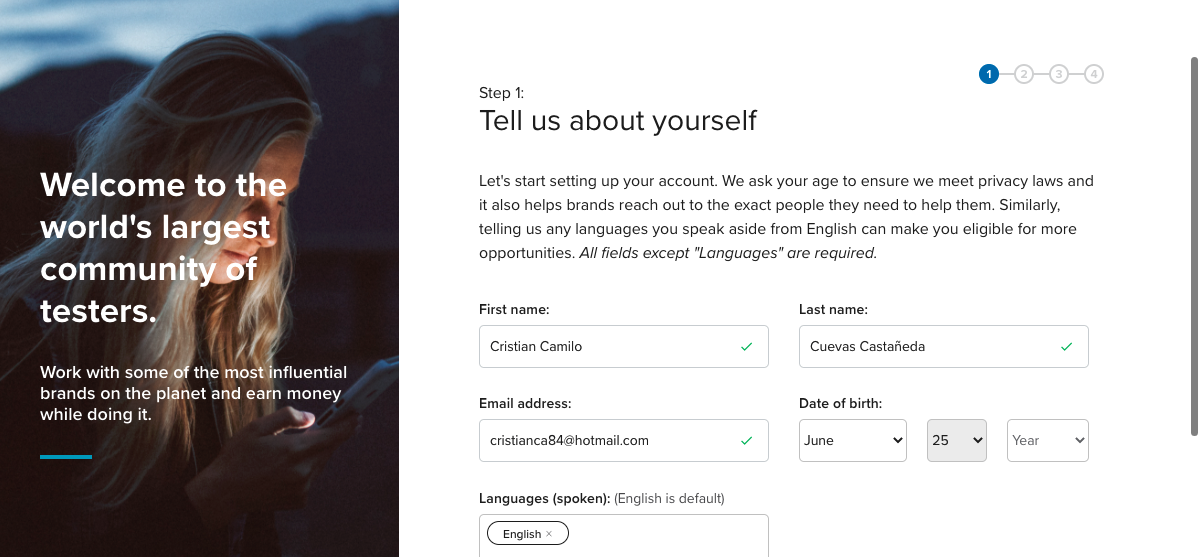 Welcome to the
world's largest
community of
testers.
Work with some of the most influential
brands on the planet and earn money
while doing it.
1 2 3 4
Step 1:
Tell us about yourself
Let's start setting up your account. We ask your age to ensure we meet privacy laws and
it also helps brands reach out to the exact people they need to help them. Similarly,
telling us any languages you speak aside from English can make you eligible for more
opportunities. All fields except "Languages" are required.
First name: Last name:
Cristian Camilo Cuevas Castañeda
Email address: Date of birth:
cristianca84@hotmail.com June 25 Year
Languages (spoken): (English is default)
English ×